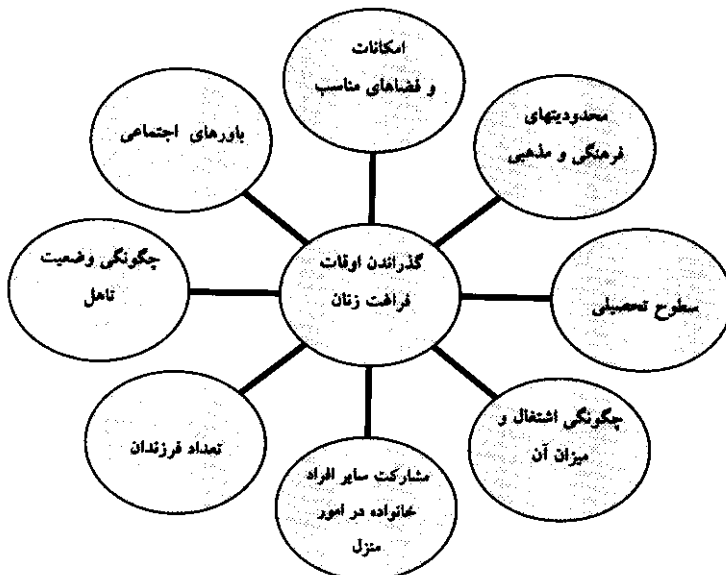 امکانات
و فضاهای مناسب
محدودیتهای
فرهنگی و مذهبی
باورهای اجتماعی
گذراندن اوقات
فراغت زنان
چگونگی وضعیت
تاهل
سطوح تحصیلی
چگونگی اشتغال و
میزان آن
تعداد فرزندان
مشارکت سایر افراد
خانواده در امور
منزل